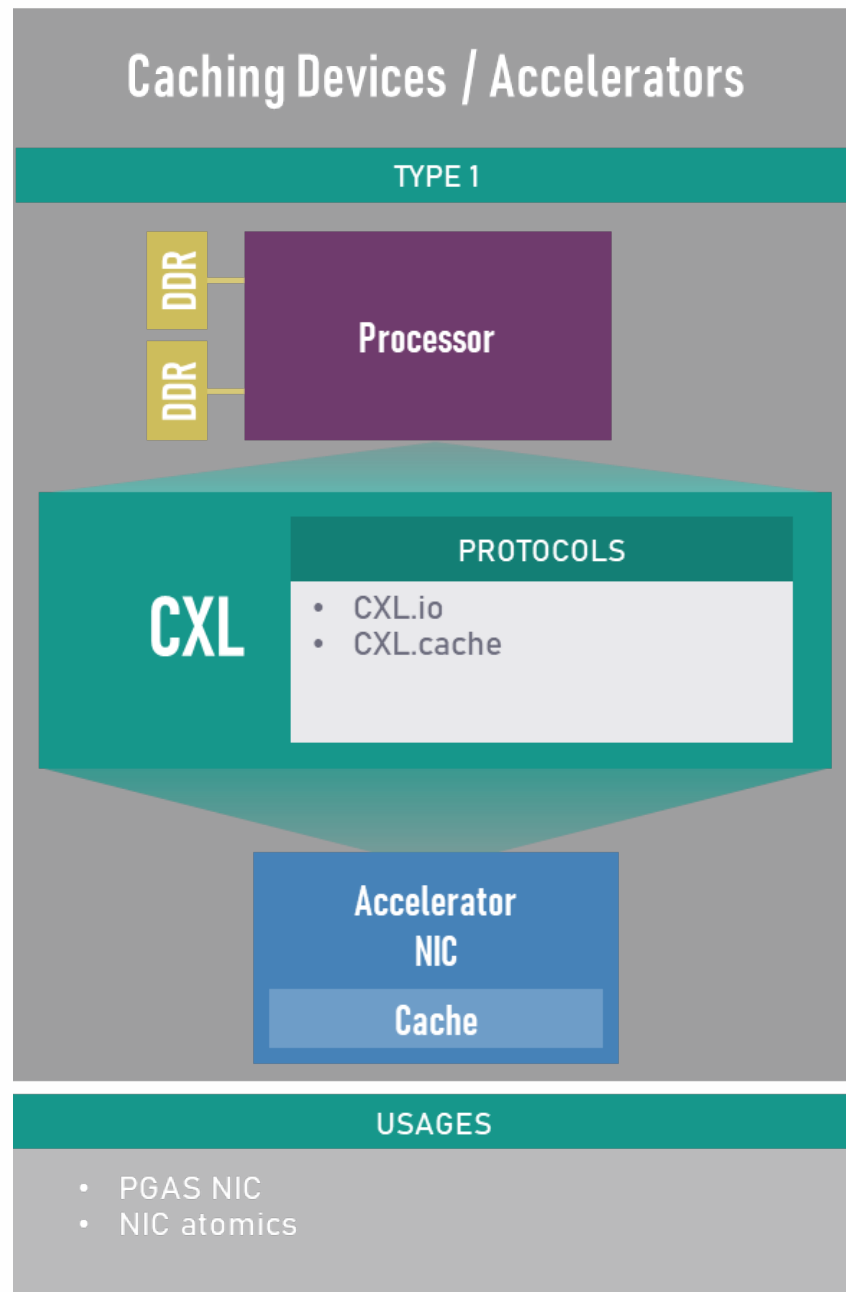 Caching Devices / Accelerators
TYPE 1
DDR
DDR
Processor
CXL
PROTOCOLS
• CXL.io
• CXL.cache
Accelerator
NIC
Cache
USAGES
• PGAS NIC
• NIC atomics